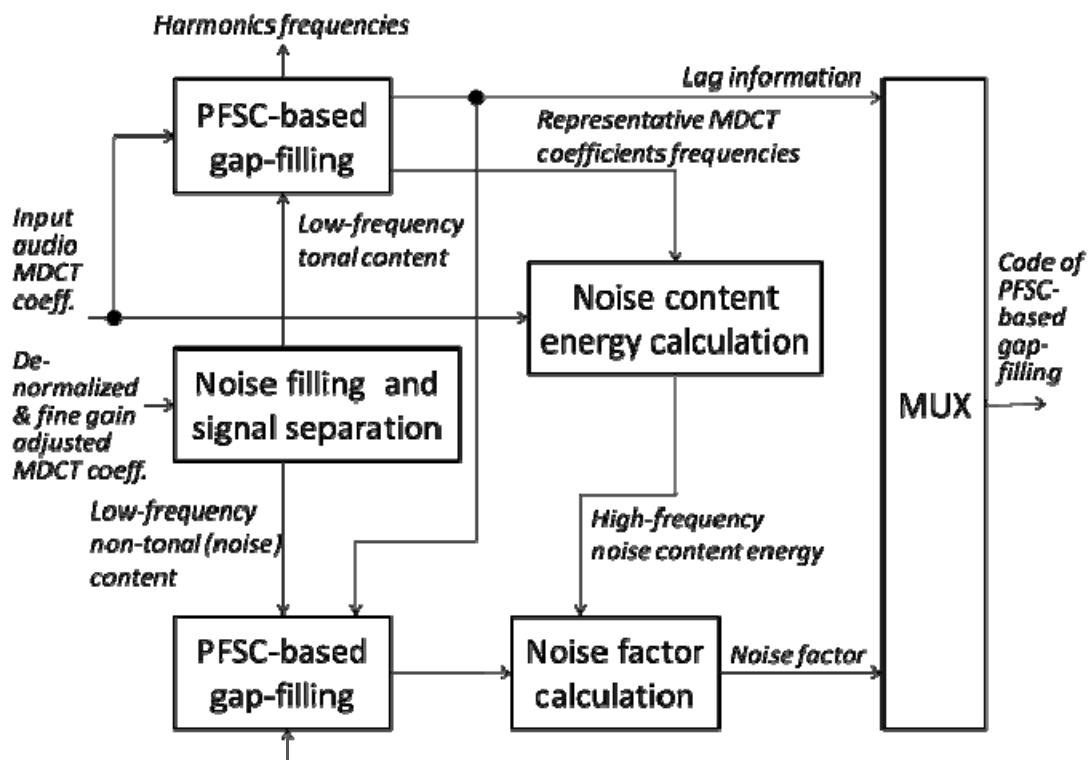 Harmonics frequencies
PFSC-based
gap-filling
Lag information
Representative MDCT
coefficients frequencies
Input
audio
MDCT
coeff.
Low-frequency
tonal content
Noise content
energy calculation
Code of
PFSC-
based
gap-
filling
MUX
De-
normalized
& fine gain
adjusted
MDCT coeff.
Noise filling and
signal separation
Low-frequency
non-tonal (noise)
content
High-frequency
noise content energy
PFSC-based
gap-filling
Noise factor
calculation
Noise factor